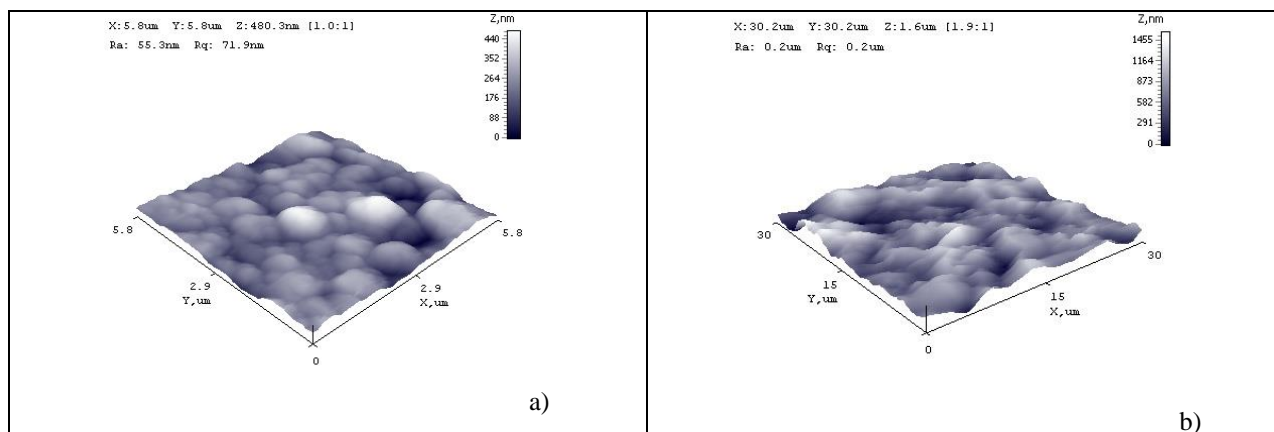 X:5.8um Y:5.8um Z:480.3nm [1.0:1]
Ra: 55.3nm Rq: 71.9nm
Z,nm
440
352
264
176
88
0
5.8
5.8
2.9
2.9
Y,um
X,um
0
a)
X:30.2um Y:30.2um Z:1.6um [1.9:1]
Ra: 0.2um Rq: 0.2um
Z,nm
1455
1164
873
582
291
0
30
30
15
15
Y,um
X,um
0
b)